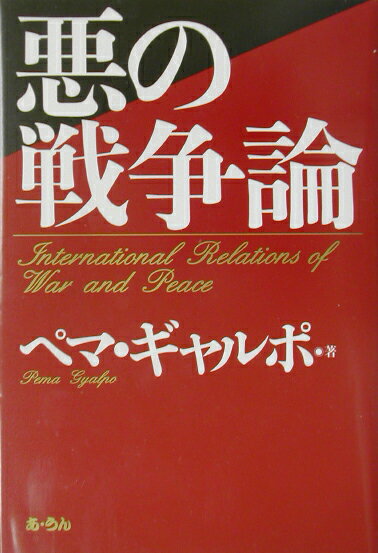 悪の
戦争論
International Relations of
War and Peace
ペマ・ギャルポ・著
Pema Gyalpo
あ・うん